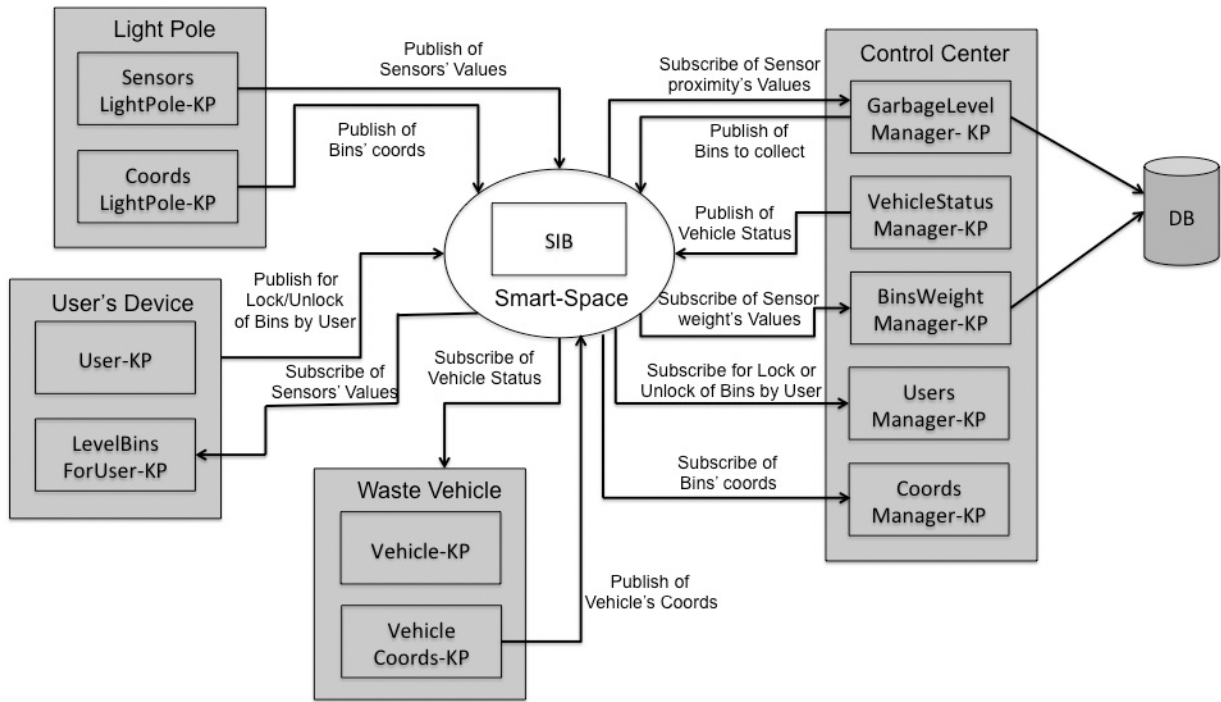 Light Pole
Sensors
LightPole-KP
Coords
LightPole-KP
Publish of
Sensors' Values
Publish of
Bins' coords
Subscribe of Sensor
proximity's Values
Publish of
Bins to collect
Control Center
GarbageLevel
Manager- KP
VehicleStatus
Manager-KP
BinsWeight
Manager-KP
Users
Manager-KP
Coords
Manager-KP
DB
Publish of
Vehicle Status
SIB
Smart-Space
Subscribe of Sensor
weight's Values
Subscribe for Lock or
Unlock of Bins by User
Subscribe of
Bins' coords
User's Device
User-KP
LevelBins
ForUser-KP
Publish for
Lock/Unlock
of Bins by User
Subscribe of
Sensors' Values
Subscribe of
Vehicle Status
Waste Vehicle
Vehicle-KP
Vehicle
Coords-KP
Publish of
Vehicle's Coords